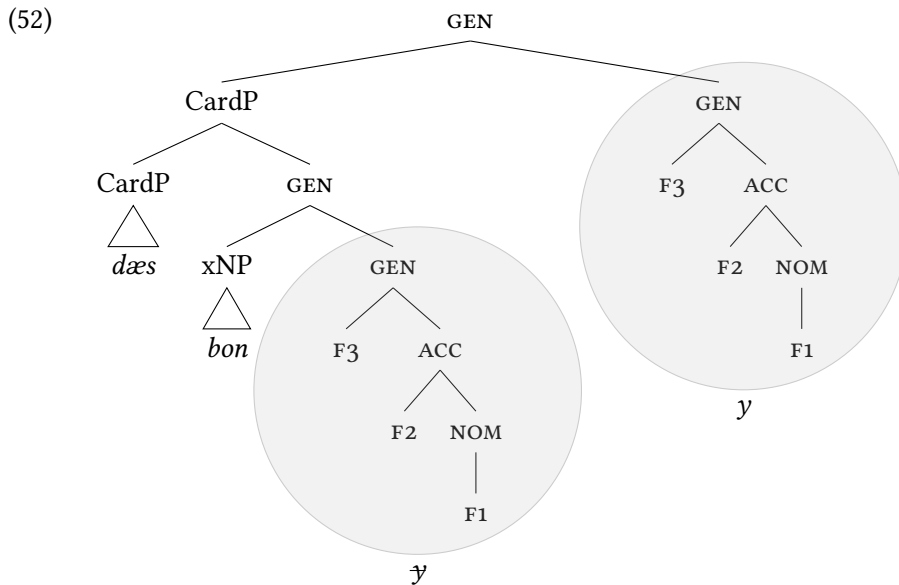 (52)
GEN
CardP GEN
F3 ACC
CardP GEN
dæs xNP GEN F2 NOM
bon F3 ACC F1
y
F2 NOM
F1
y